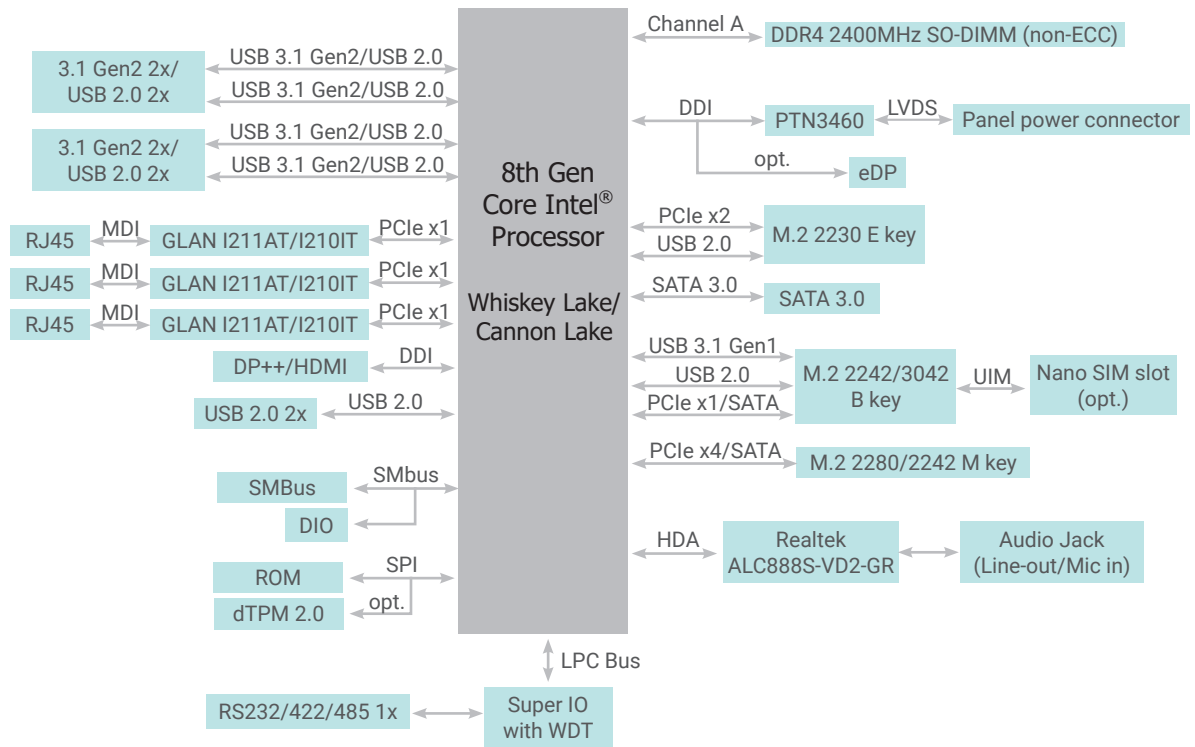 3.1 Gen2 2x/
USB 2.0 2x
USB 3.1 Gen2/USB 2.0
USB 3.1 Gen2/USB 2.0
3.1 Gen2 2x/
USB 2.0 2x
USB 3.1 Gen2/USB 2.0
USB 3.1 Gen2/USB 2.0
RJ45
MDI
GLAN I211AT/I210IT
PCIe x1
RJ45
MDI
GLAN I211AT/I210IT
PCIe x1
RJ45
MDI
GLAN I211AT/I210IT
PCIe x1
DP++/HDMI
DDI
USB 2.0 2x
USB 2.0
SMBus
SMbus
DIO
ROM
SPI
dTPM 2.0
opt.
8th Gen
Core Intel®
Processor
Whiskey Lake/
Cannon Lake
Channel A
DDR4 2400MHz SO-DIMM (non-ECC)
DDI
PTN3460
LVDS
Panel power connector
opt.
eDP
PCIe x2
USB 2.0
M.2 2230 E key
SATA 3.0
SATA 3.0
USB 3.1 Gen1
USB 2.0
PCIe x1/SATA
M.2 2242/3042
B key
UIM
Nano SIM slot
(opt.)
PCIe x4/SATA
M.2 2280/2242 M key
HDA
Realtek
ALC888S-VD2-GR
Audio Jack
(Line-out/Mic in)
LPC Bus
RS232/422/485 1x
Super IO
with WDT